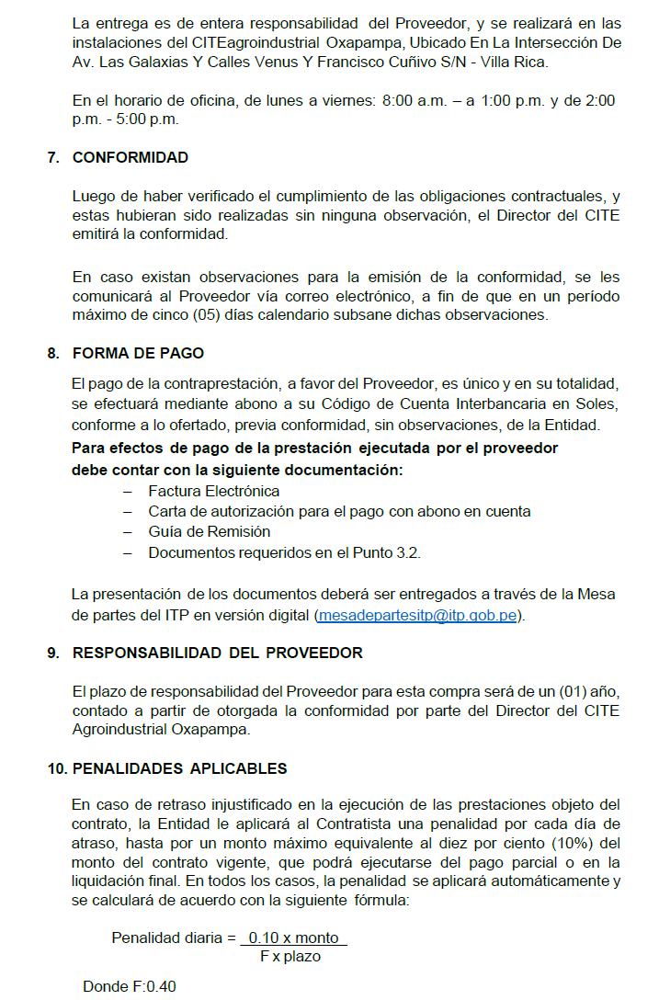 La entrega es de entera responsabilidad del Proveedor, y se realizará en las
instalaciones del CITEagroindustrial Oxapampa, Ubicado En La Intersección De
Av. Las Galaxias Y Calles Venus Y Francisco Cuñivo S/N - Villa Rica.
En el horario de oficina, de lunes a viernes: 8:00 a.m. – a 1:00 p.m. y de 2:00
p.m. - 5:00 p.m.
7. CONFORMIDAD
Luego de haber verificado el cumplimiento de las obligaciones contractuales, y
estas hubieran sido realizadas sin ninguna observación, el Director del CITE
emitirá la conformidad.
En caso existan observaciones para la emisión de la conformidad, se les
comunicará al Proveedor vía correo electrónico, a fin de que en un período
máximo de cinco (05) días calendario subsane dichas observaciones.
8. FORMA DE PAGO
El pago de la contraprestación, a favor del Proveedor, es único y en su totalidad,
se efectuará mediante abono a su Código de Cuenta Interbancaria en Soles,
conforme a lo ofertado, previa conformidad, sin observaciones, de la Entidad.
Para efectos de pago de la prestación ejecutada por el proveedor
debe contar con la siguiente documentación:
– Factura Electrónica
– Carta de autorización para el pago con abono en cuenta
– Guía de Remisión
– Documentos requeridos en el Punto 3.2.
La presentación de los documentos deberá ser entregados a través de la Mesa
de partes del ITP en versión digital (mesadepartesitp@itp.gob.pe).
9. RESPONSABILIDAD DEL PROVEEDOR
El plazo de responsabilidad del Proveedor para esta compra será de un (01) año,
contado a partir de otorgada la conformidad por parte del Director del CITE
Agroindustrial Oxapampa.
10. PENALIDADES APLICABLES
En caso de retraso injustificado en la ejecución de las prestaciones objeto del
contrato, la Entidad le aplicará al Contratista una penalidad por cada día de
atraso, hasta por un monto máximo equivalente al diez por ciento (10%) del
monto del contrato vigente, que podrá ejecutarse del pago parcial o en la
liquidación final. En todos los casos, la penalidad se aplicará automáticamente y
se calculará de acuerdo con la siguiente fórmula:
Penalidad diaria = 0.10 x monto
F x plazo
Donde F:0.40